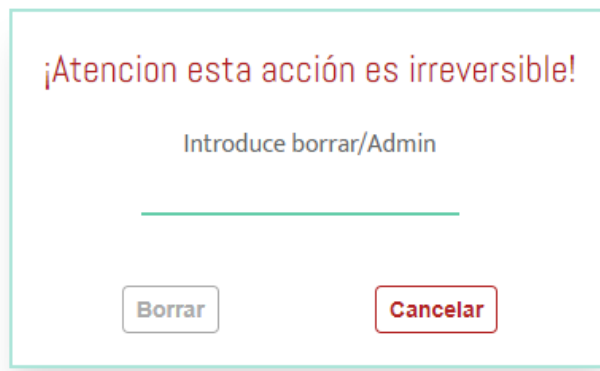 ¡Atencion esta acción es irreversible!
Introduce borrar/Admin
Borrar
Cancelar